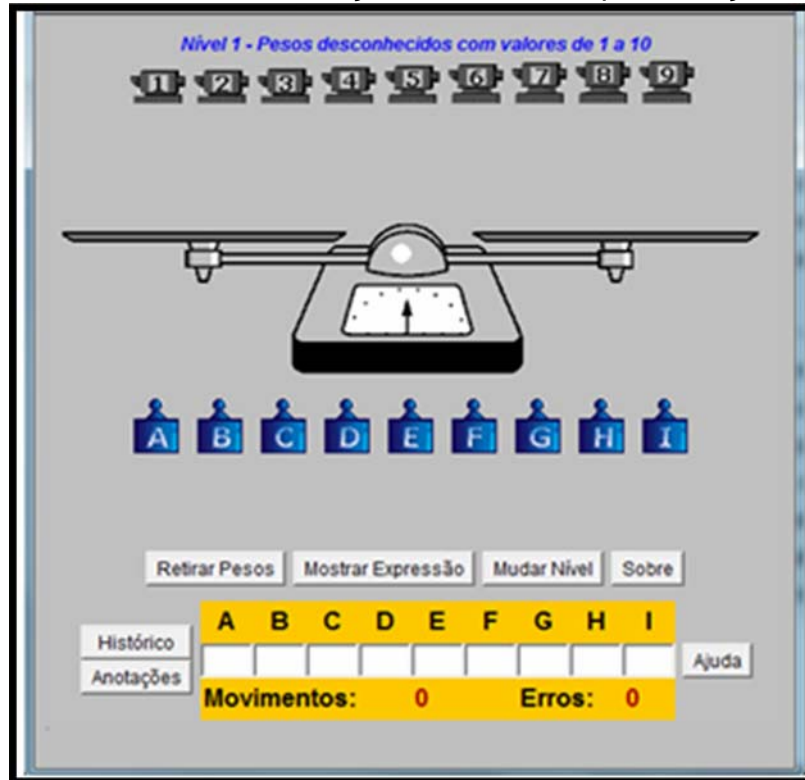 Nível 1 - Pesos desconhecidos com valores de 1 a 10
1 2 3 4 5 6 7 8 9
A B C D E F G H I
Retirar Pesos Mostrar Expressão Mudar Nível Sobre
A B C D E F G H I
Histórico
Ajuda
Anotações
Movimentos: 0 Erros: 0